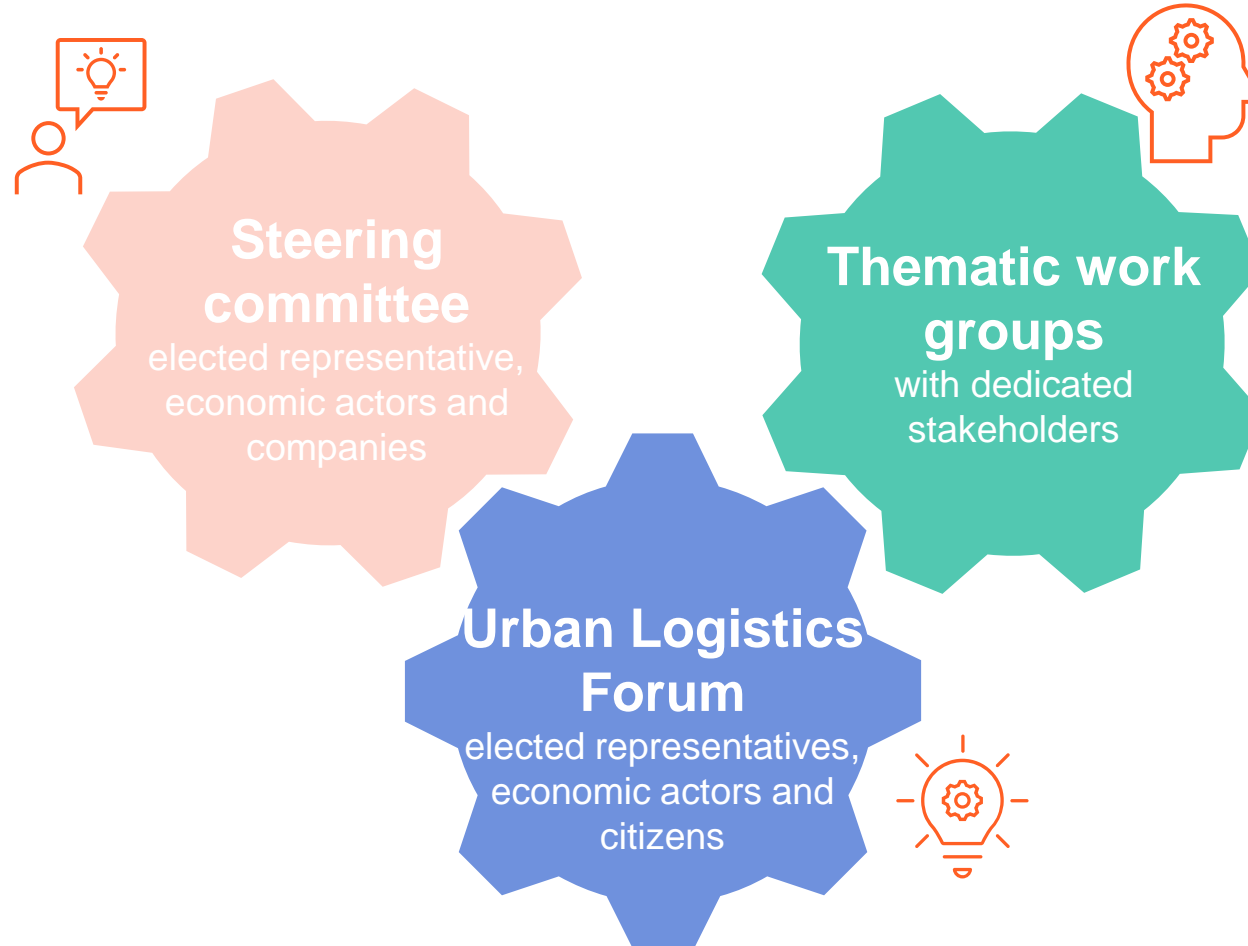 Steering
committee
elected representative,
economic actors and
companies
Thematic work
groups
with dedicated
stakeholders
Urban Logistics
Forum
elected representatives,
economic actors and
citizens